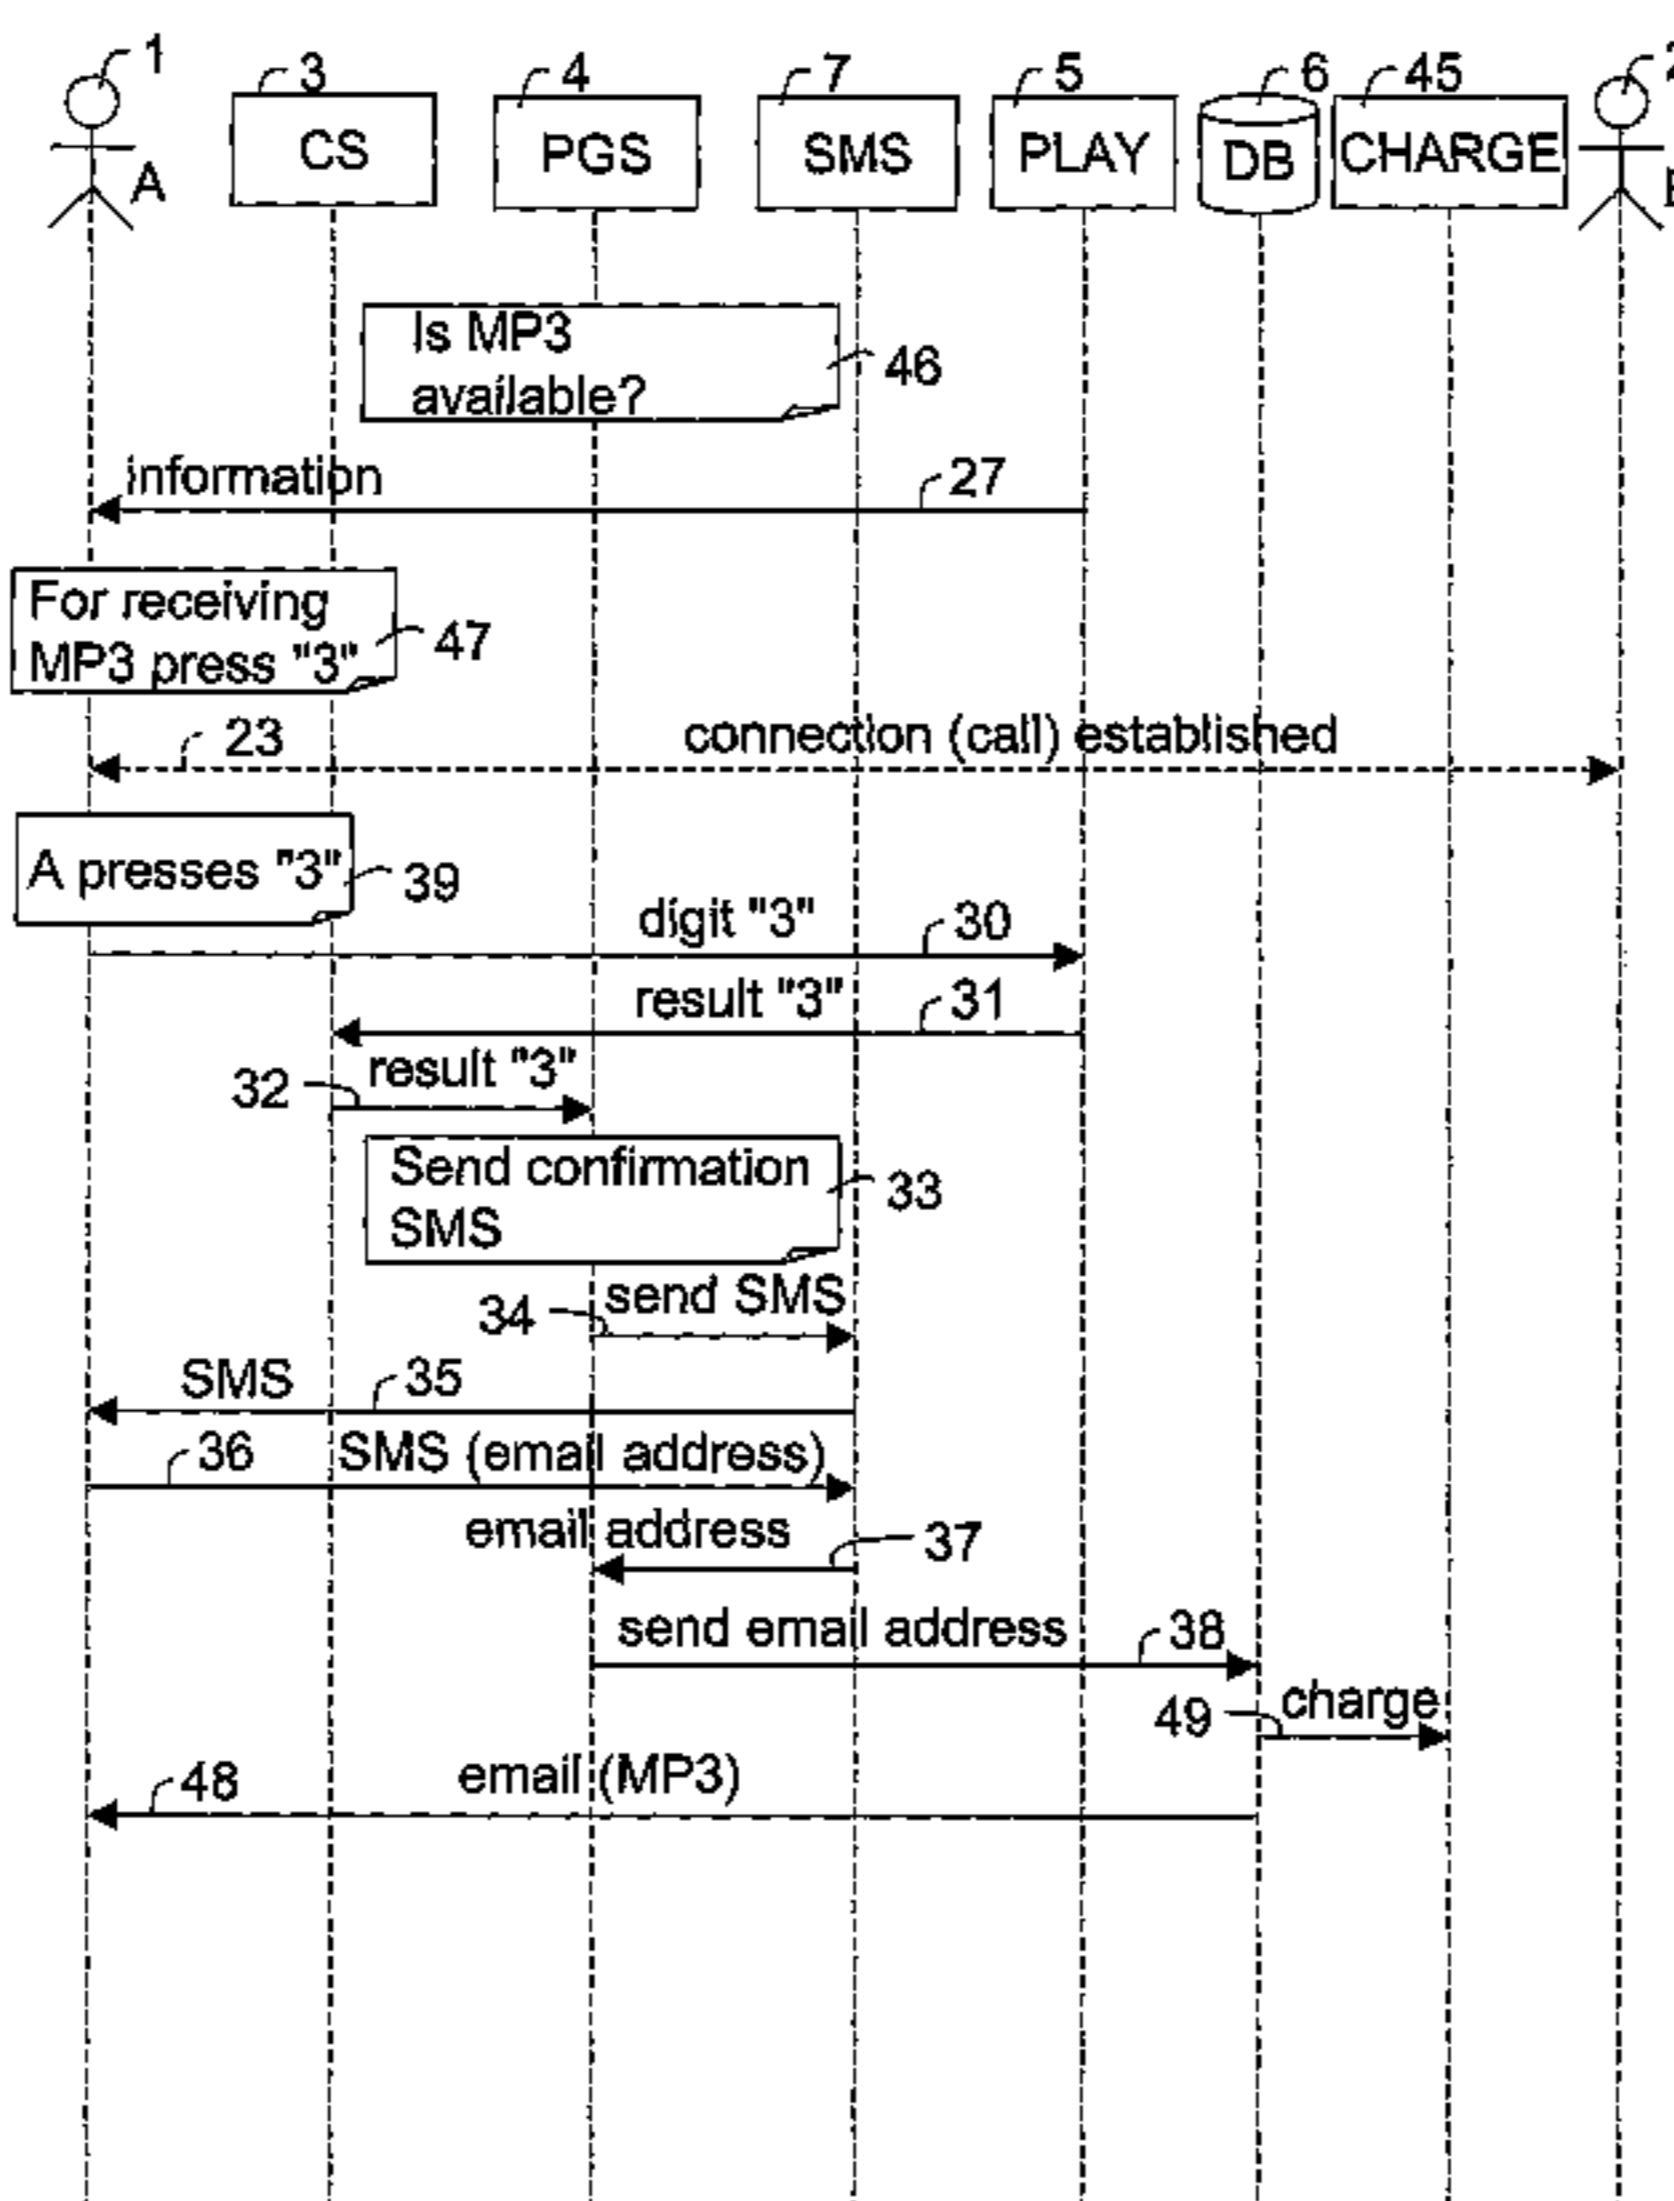 1 3 4 7 5 6 45 2
A CS PGS SMS PLAY DB CHARGE
Is MP3
available?
46
information 27
For receiving
MP3 press "3"
47
23 connection (call) established
A presses "3" 39
digit "3" 30
result "3" 31
32 result "3"
Send confirmation
SMS
33
34 send SMS
SMS 35
36 SMS (email address)
email address 37
send email address 38
49 charge
48 email (MP3)